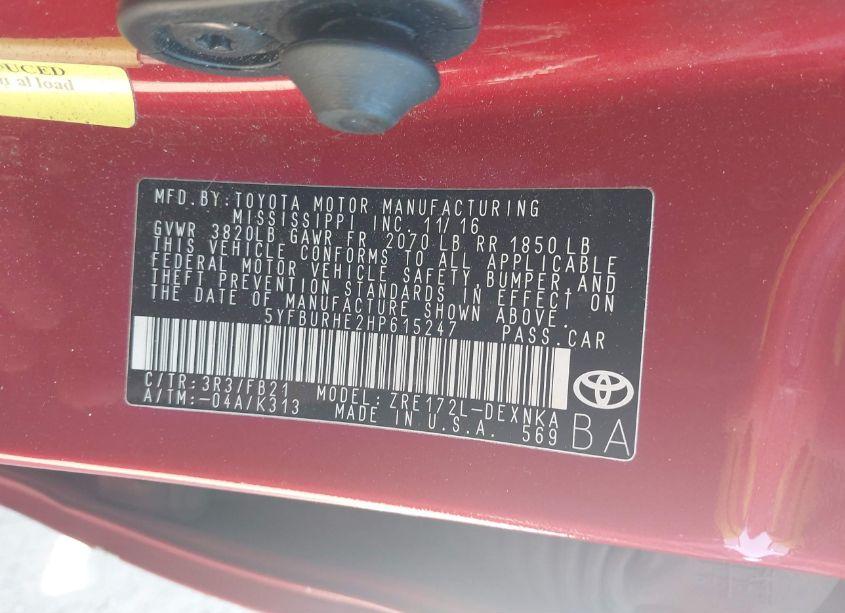 UCED
al load
MFD.BY:TOYOTA MOTOR MANUFACTURING
MISSISSIPPI INC. 11/16
GVWR 3820LB GAWR FR 2070 LB RR 1850 LB
THIS VEHICLE CONFORMS TO ALL APPLICABLE
FEDERAL MOTOR VEHICLE SAFETY,BUMPER,AND
THEFT PREVENTION STANDARDS IN EFFECT ON
THE DATE OF MANUFACTURE SHOWN ABOVE.
5YFBURHE2HP615247 PASS.CAR
C/TR:3R3/FB21 MODEL:ZRE172L-DEXNKA
A/TM:-04A/K313 MADE IN U.S.A. 569
BA